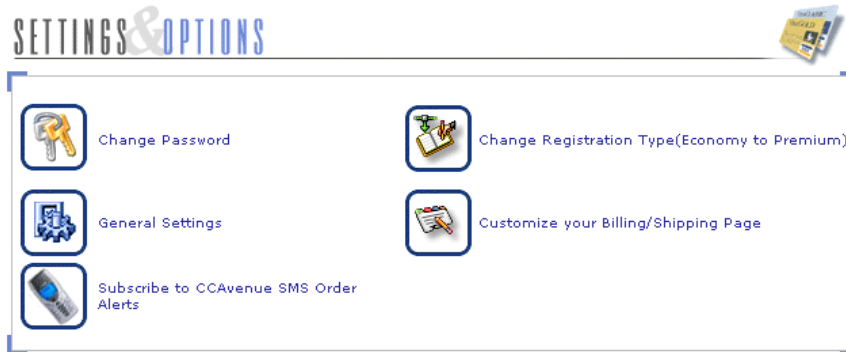 SETTINGS&OPTIONS
Change Password
Change Registration Type(Economy to Premium)
General Settings
Customize your Billing/Shipping Page
Subscribe to CCAvenue SMS Order
Alerts